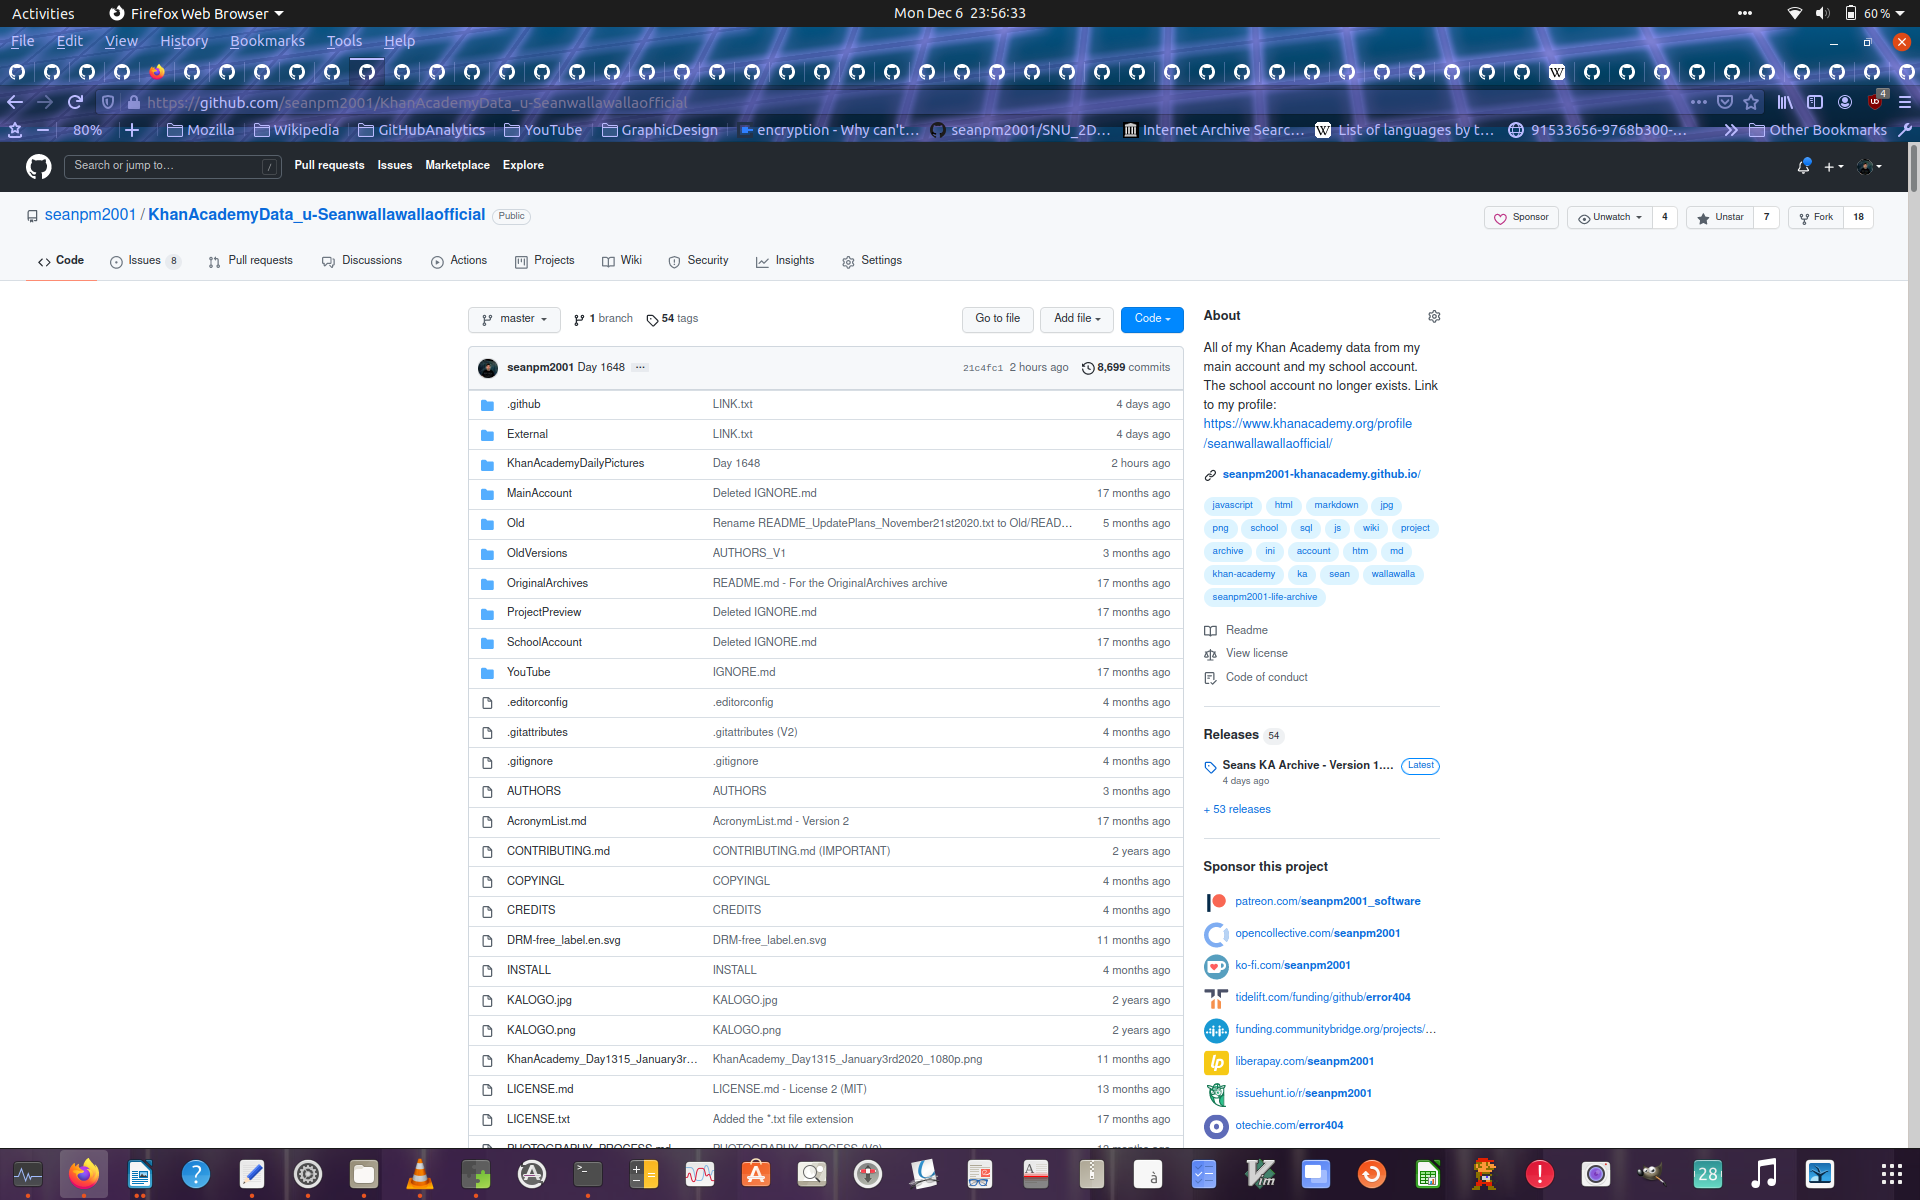 Activities
Firefox Web Browser
Mon Dec 6 23:56:33
60 %
File Edit View History Bookmarks Tools Help
https://github.com/seanpm2001/KhanAcademyData_u-Seanwallawallaofficial
4
80%
Mozilla
Wikipedia
GitHubAnalytics
YouTube
GraphicDesign
encryption - Why can't…
seanpm2001/SNU_2D…
Internet Archive Searc…
List of languages by t…
91533656-9768b300-…
Other Bookmarks
Search or jump to…
/
Pull requests Issues Marketplace Explore
seanpm2001 / KhanAcademyData_u-Seanwallawallaofficial Public
Sponsor
Unwatch 4
Unstar 7
Fork 18
Code
Issues 8
Pull requests
Discussions
Actions
Projects
Wiki
Security
Insights
Settings
master
1 branch
54 tags
Go to file
Add file
Code
seanpm2001 Day 1648 ... 21c4fc1 2 hours ago 8,699 commits
.github LINK.txt 4 days ago
External LINK.txt 4 days ago
KhanAcademyDailyPictures Day 1648 2 hours ago
MainAccount Deleted IGNORE.md 17 months ago
Old Rename README_UpdatePlans_November21st2020.txt to Old/READ… 5 months ago
OldVersions AUTHORS_V1 3 months ago
OriginalArchives README.md - For the OriginalArchives archive 17 months ago
ProjectPreview Deleted IGNORE.md 17 months ago
SchoolAccount Deleted IGNORE.md 17 months ago
YouTube IGNORE.md 17 months ago
.editorconfig .editorconfig 4 months ago
.gitattributes .gitattributes (V2) 4 months ago
.gitignore .gitignore 4 months ago
AUTHORS AUTHORS 3 months ago
AcronymList.md AcronymList.md - Version 2 17 months ago
CONTRIBUTING.md CONTRIBUTING.md (IMPORTANT) 2 years ago
COPYINGL COPYINGL 4 months ago
CREDITS CREDITS 4 months ago
DRM-free_label.en.svg DRM-free_label.en.svg 11 months ago
INSTALL INSTALL 4 months ago
KALOGO.jpg KALOGO.jpg 2 years ago
KALOGO.png KALOGO.png 2 years ago
KhanAcademy_Day1315_January3r… KhanAcademy_Day1315_January3rd2020_1080p.png 11 months ago
LICENSE.md LICENSE.md - License 2 (MIT) 13 months ago
LICENSE.txt Added the *.txt file extension 17 months ago
About
All of my Khan Academy data from my
main account and my school account.
The school account no longer exists. Link
to my profile:
https://www.khanacademy.org/profile
/seanwallawallaofficial/
seanpm2001-khanacademy.github.io/
javascript html markdown jpg
png school sql js wiki project
archive ini account htm md
khan-academy ka sean wallawalla
seanpm2001-life-archive
Readme
View license
Code of conduct
Releases 54
Seans KA Archive - Version 1.… Latest
4 days ago
+ 53 releases
Sponsor this project
patreon.com/seanpm2001_software
opencollective.com/seanpm2001
ko-fi.com/seanpm2001
tidelift.com/funding/github/error404
funding.communitybridge.org/projects/…
liberapay.com/seanpm2001
issuehunt.io/r/seanpm2001
otechie.com/error404
28